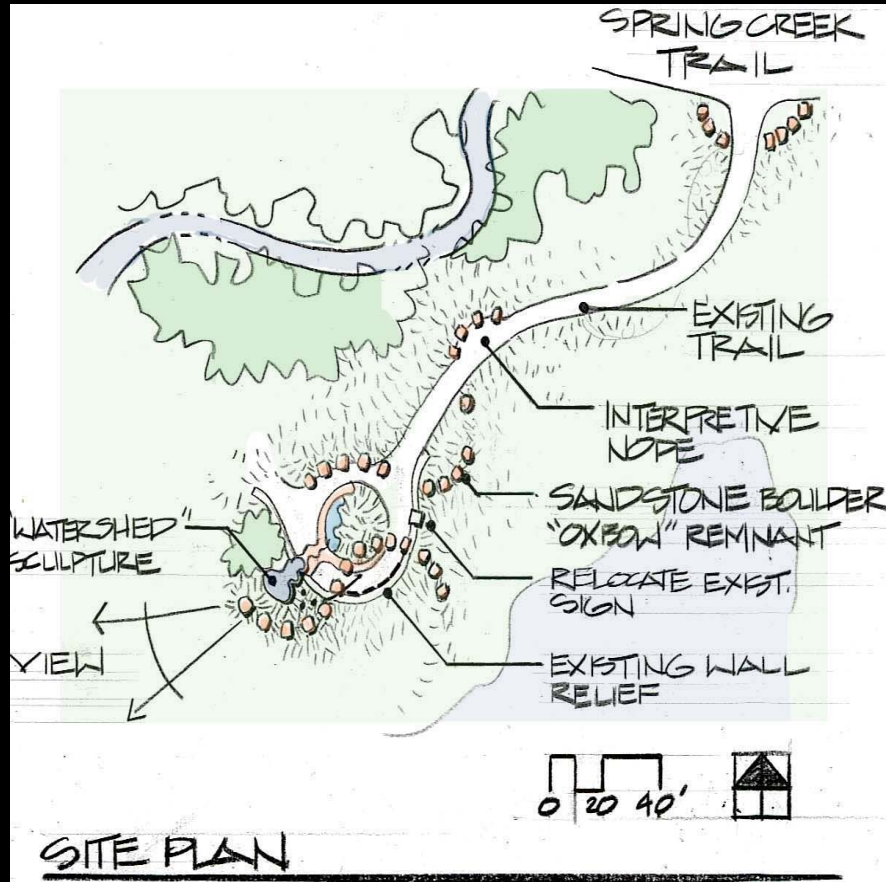 SPRING CREEK
TRAIL
EXISTING
TRAIL
INTERPRETIVE
NODE
SANDSTONE BOULDER
"OXBOW" REMNANT
"WATERSHED"
SCULPTURE
RELOCATE EXIST.
SIGN
VIEW
EXISTING WALL
RELIEF
0 20 40'
SITE PLAN